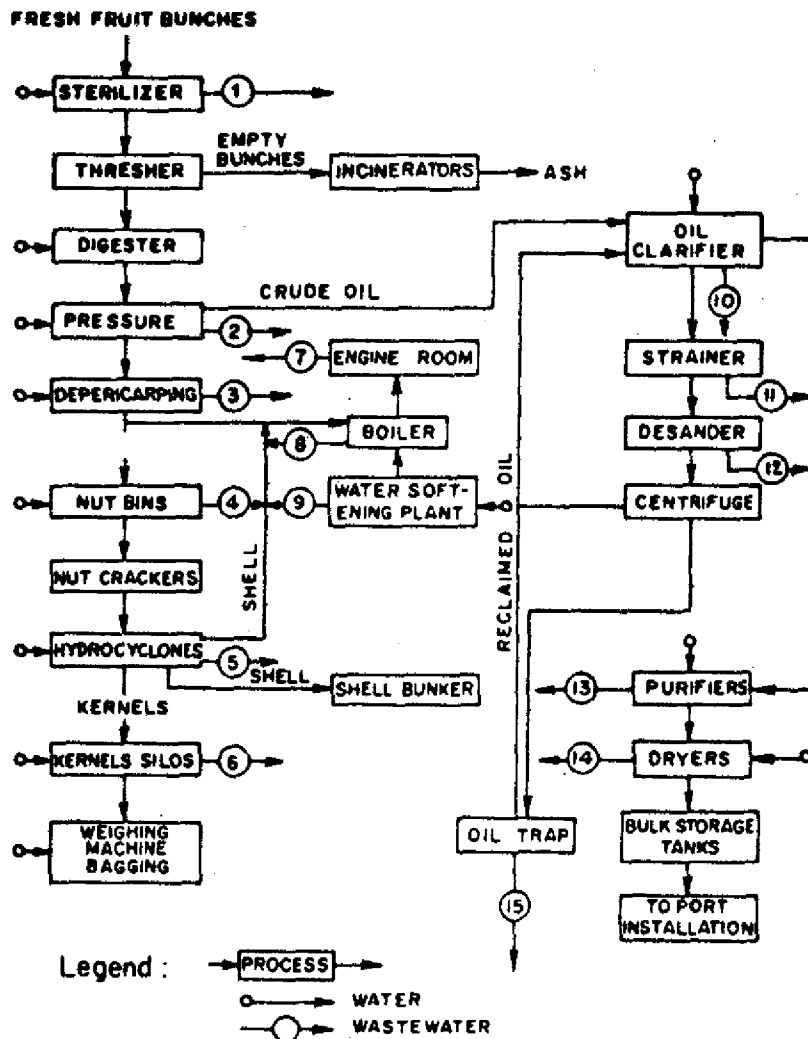 FRESH FRUIT BUNCHES
STERILIZER
1
THRESHER
EMPTY
BUNCHES
INCINERATORS
ASH
DIGESTER
OIL
CLARIFIER
CRUDE OIL
PRESSURE
2
10
7
ENGINE ROOM
STRAINER
DEPERICARPING
3
11
BOILER
8
DESANDER
12
OIL
NUT BINS
4
9
WATER SOFT-
ENING PLANT
CENTRIFUGE
NUT CRACKERS
SHELL
RECLAIMED
HYDROCYCLONES
5
SHELL
SHELL BUNKER
13
PURIFIERS
KERNELS
KERNELS SILOS
6
14
DRYERS
WEIGHING
MACHINE
BAGGING
OIL TRAP
BULK STORAGE
TANKS
15
TO PORT
INSTALLATION
Legend :
PROCESS
WATER
WASTEWATER